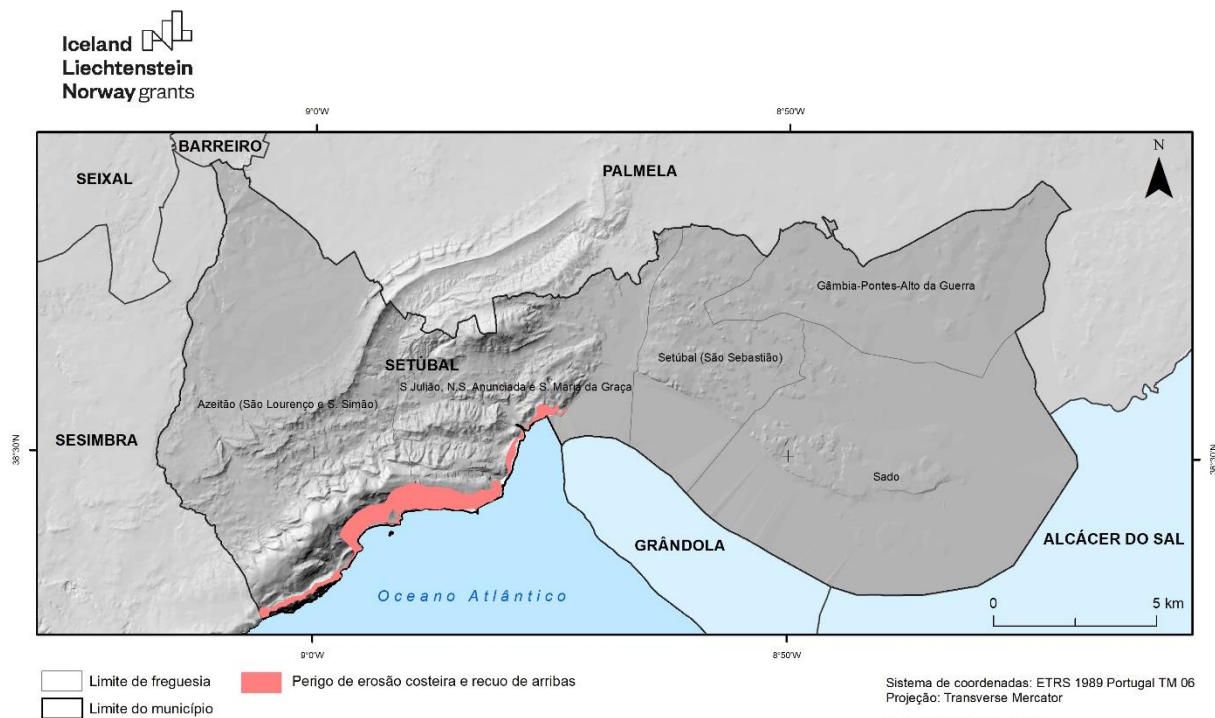 Iceland
Liechtenstein
Norway grants
9°0'W
8°50'W
BARREIRO
SEIXAL
PALMELA
N
Gâmbia-Pontes-Alto da Guerra
Setúbal (São Sebastião)
SETÚBAL
S Julião, N.S. Anunciada e S. Maria da Graça
Azeitão (São Lourenço e S. Simão)
SESIMBRA
38°30'N
38°30'N
Sado
GRÂNDOLA
ALCÁCER DO SAL
Oceano Atlântico
0 5 km
9°0'W
8°50'W
Limite de freguesia
Perigo de erosão costeira e recuo de arribas
Limite do município
Sistema de coordenadas: ETRS 1989 Portugal TM 06
Projeção: Transverse Mercator